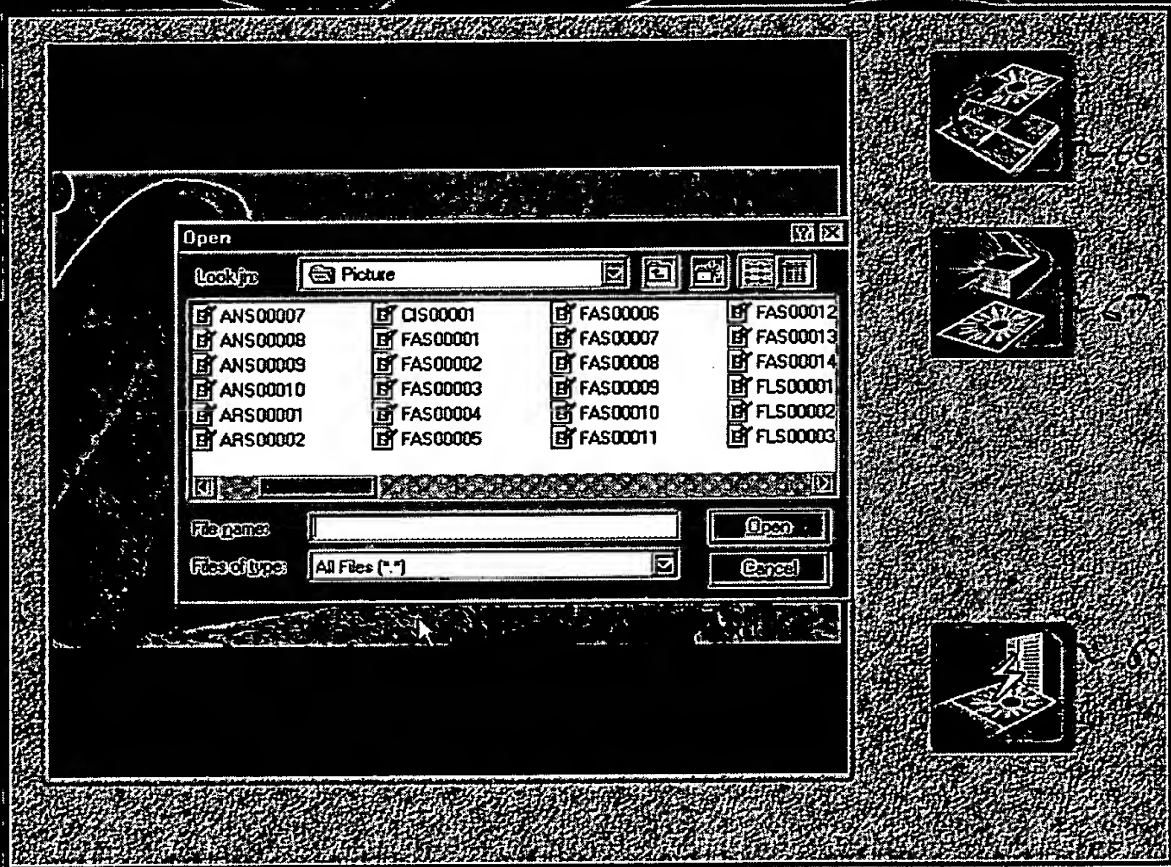 Open
Look in: Picture
ANS00007 CIS00001 FAS00006 FAS00012
ANS00008 FAS00001 FAS00007 FAS00013
ANS00009 FAS00002 FAS00008 FAS00014
ANS00010 FAS00003 FAS00009 FLS00001
ARS00001 FAS00004 FAS00010 FLS00002
ARS00002 FAS00005 FAS00011 FLS00003
File name: Open
Files of type: All Files (*.*) Cancel